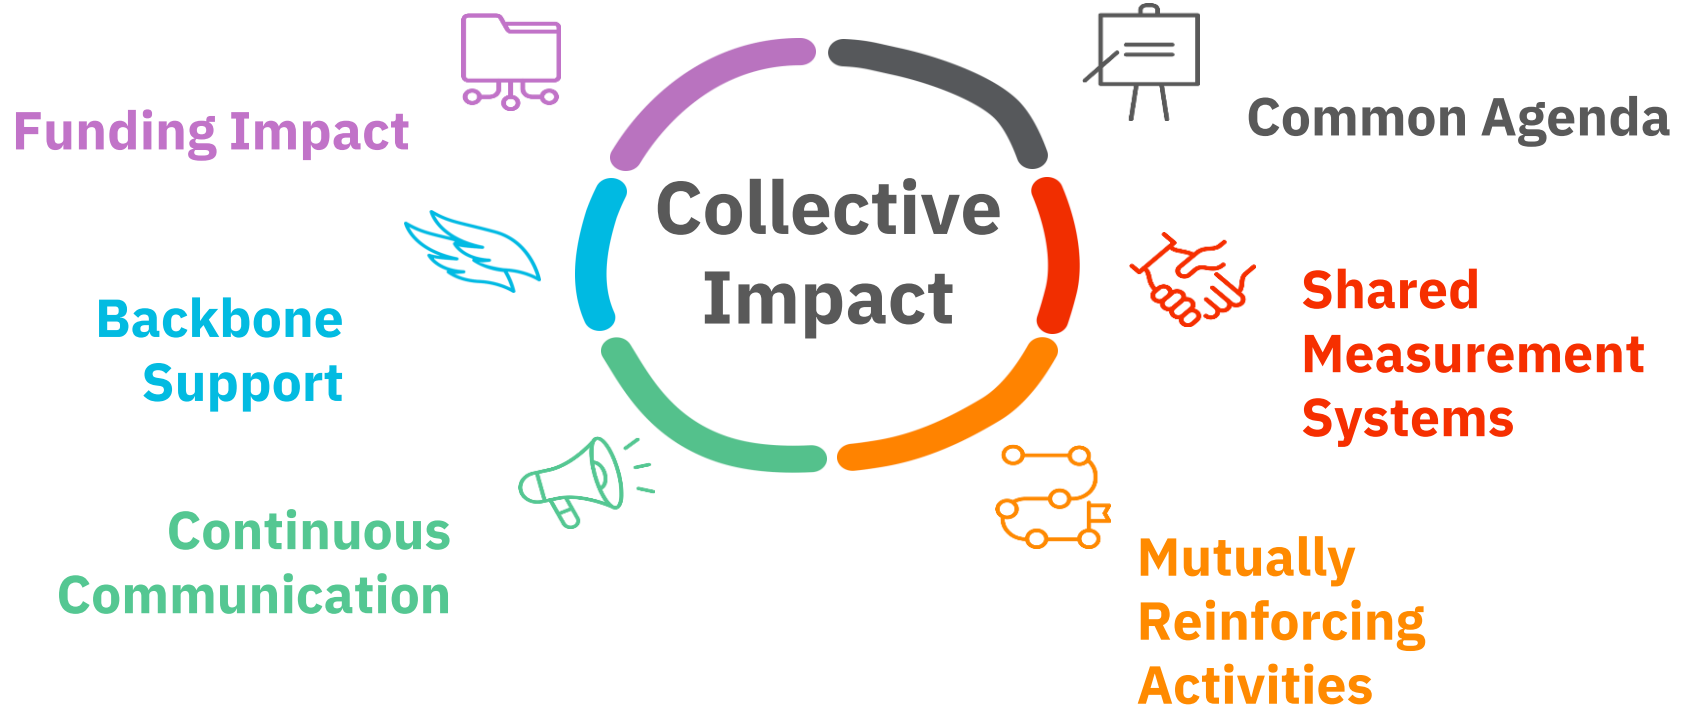 Collective
Impact
Common Agenda
Shared
Measurement
Systems
Mutually
Reinforcing
Activities
Continuous
Communication
Backbone
Support
Funding Impact